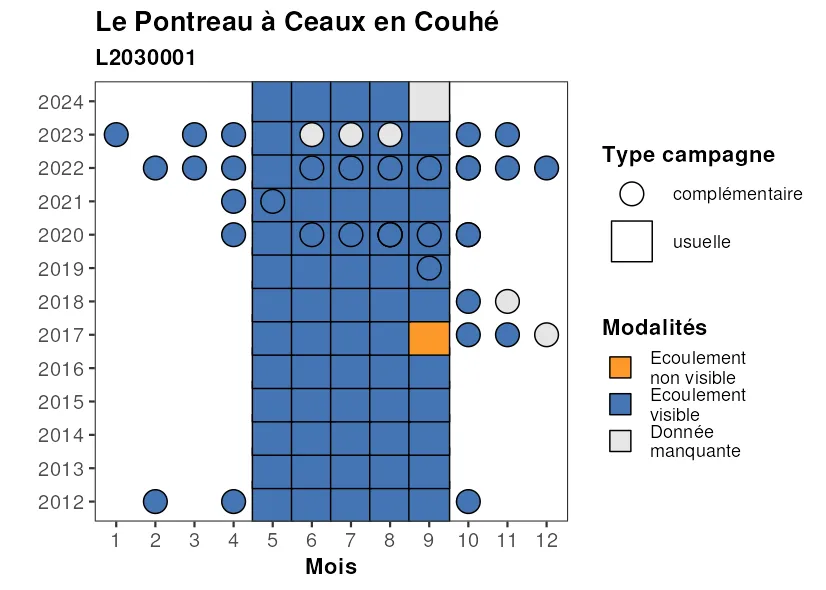 Le Pontreau à Ceaux en Couhé
L2030001
2024
2023
2022
2021
2020
2019
2018
2017
2016
2015
2014
2013
2012
1 2 3 4 5 6 7 8 9 10 11 12
Mois
Type campagne
complémentaire
usuelle
Modalités
Ecoulement
non visible
Ecoulement
visible
Donnée
manquante